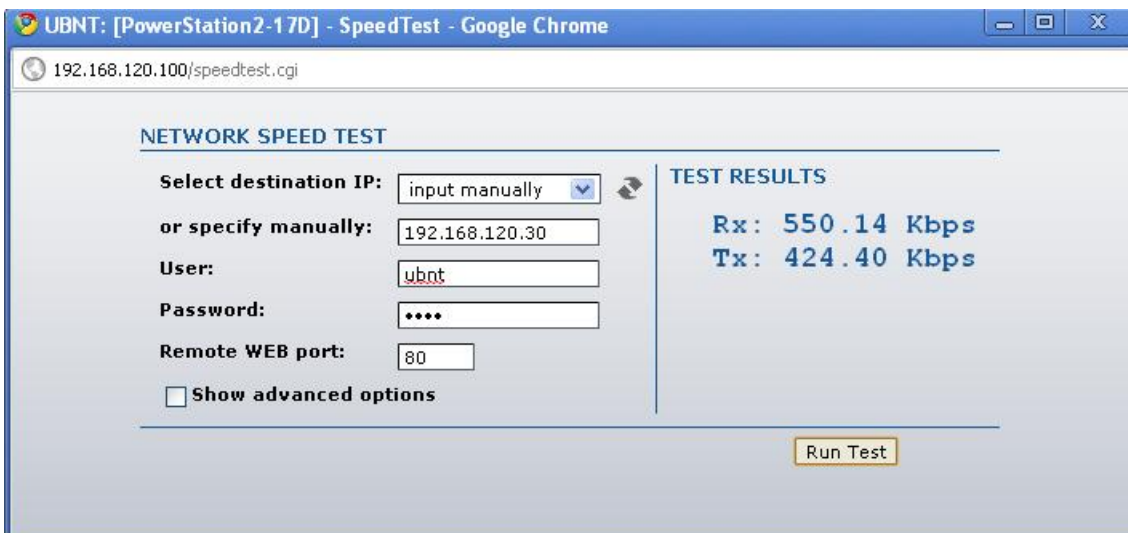 UBNT: [PowerStation2-17D] - SpeedTest - Google Chrome
192.168.120.100/speedtest.cgi
NETWORK SPEED TEST
Select destination IP: input manually
or specify manually: 192.168.120.30
User: ubnt
Password: ••••
Remote WEB port: 80
Show advanced options
TEST RESULTS
Rx: 550.14 Kbps
Tx: 424.40 Kbps
Run Test